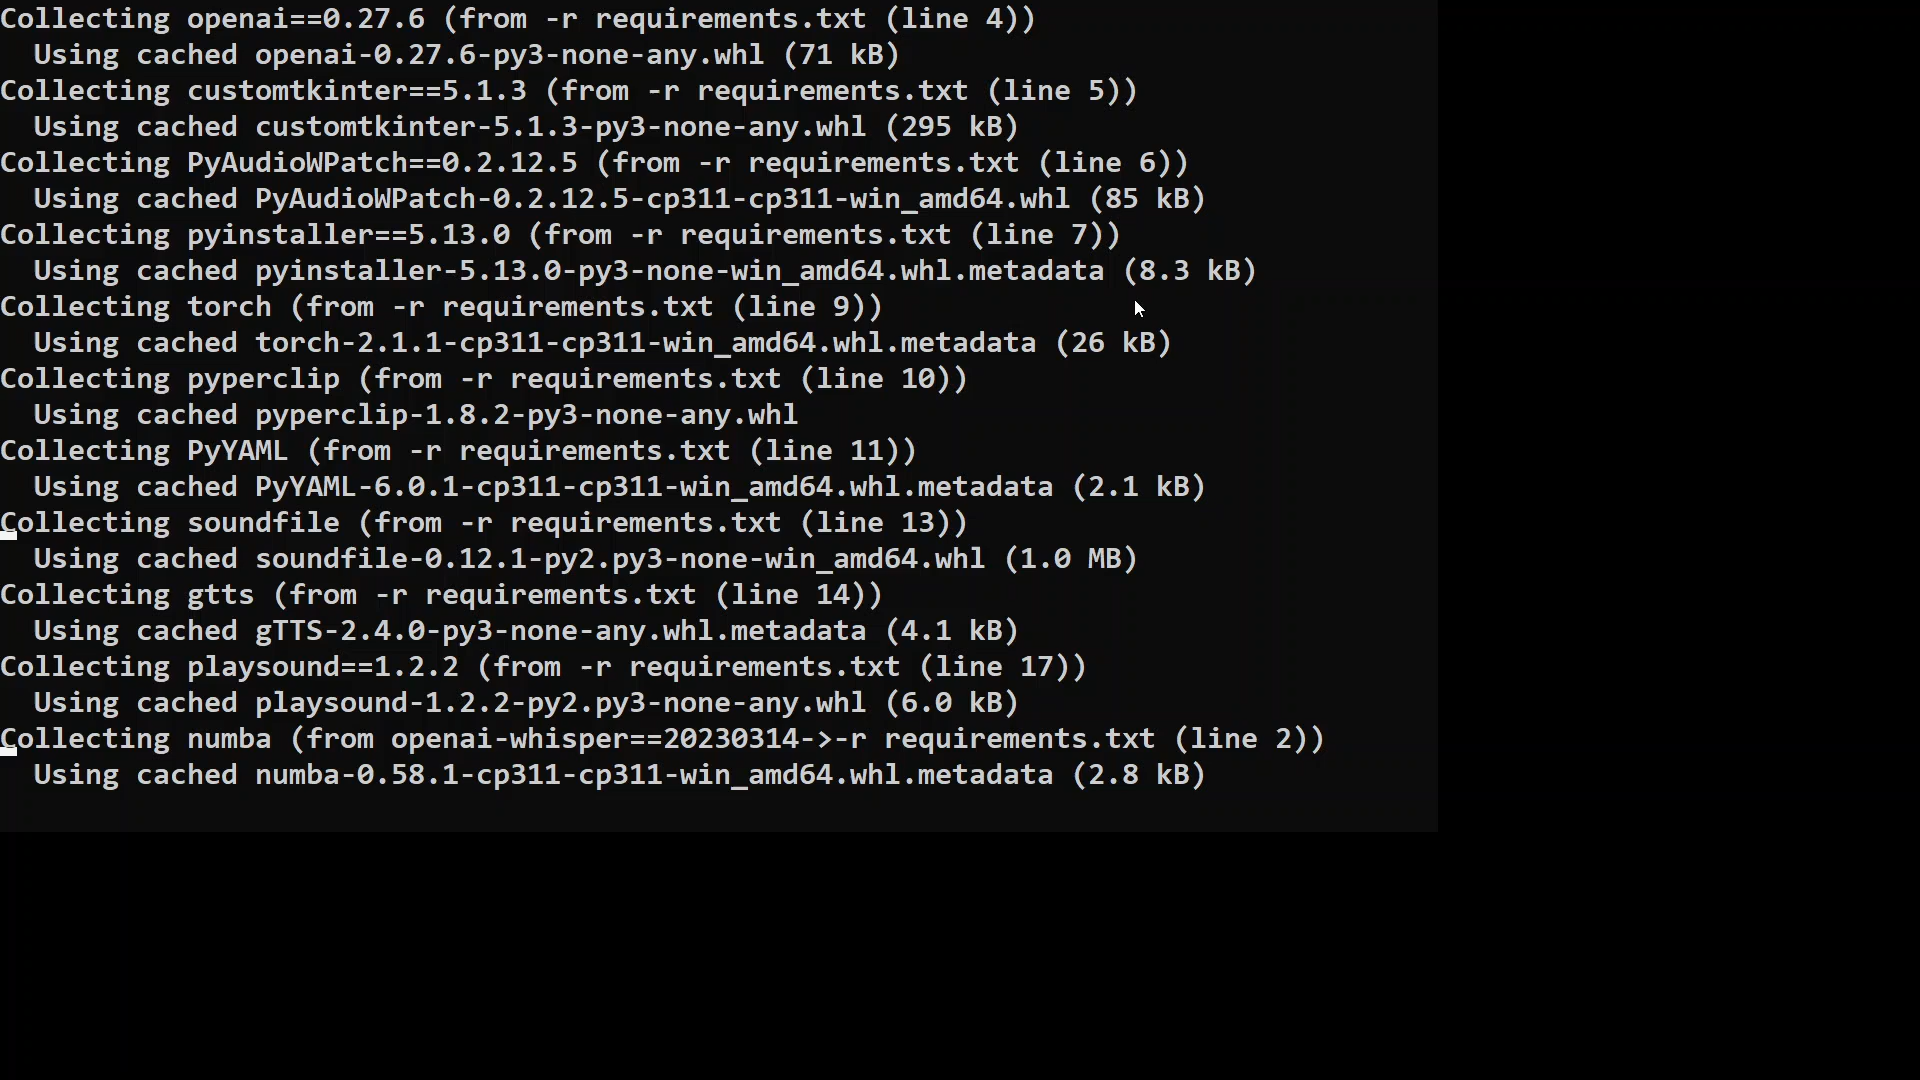 Collecting openai==0.27.6 (from -r requirements.txt (line 4))
  Using cached openai-0.27.6-py3-none-any.whl (71 kB)
Collecting customtkinter==5.1.3 (from -r requirements.txt (line 5))
  Using cached customtkinter-5.1.3-py3-none-any.whl (295 kB)
Collecting PyAudioWPatch==0.2.12.5 (from -r requirements.txt (line 6))
  Using cached PyAudioWPatch-0.2.12.5-cp311-cp311-win_amd64.whl (85 kB)
Collecting pyinstaller==5.13.0 (from -r requirements.txt (line 7))
  Using cached pyinstaller-5.13.0-py3-none-win_amd64.whl.metadata (8.3 kB)
Collecting torch (from -r requirements.txt (line 9))
  Using cached torch-2.1.1-cp311-cp311-win_amd64.whl.metadata (26 kB)
Collecting pyperclip (from -r requirements.txt (line 10))
  Using cached pyperclip-1.8.2-py3-none-any.whl
Collecting PyYAML (from -r requirements.txt (line 11))
  Using cached PyYAML-6.0.1-cp311-cp311-win_amd64.whl.metadata (2.1 kB)
Collecting soundfile (from -r requirements.txt (line 13))
  Using cached soundfile-0.12.1-py2.py3-none-win_amd64.whl (1.0 MB)
Collecting gtts (from -r requirements.txt (line 14))
  Using cached gTTS-2.4.0-py3-none-any.whl.metadata (4.1 kB)
Collecting playsound==1.2.2 (from -r requirements.txt (line 17))
  Using cached playsound-1.2.2-py2.py3-none-any.whl (6.0 kB)
Collecting numba (from openai-whisper==20230314->-r requirements.txt (line 2))
  Using cached numba-0.58.1-cp311-cp311-win_amd64.whl.metadata (2.8 kB)